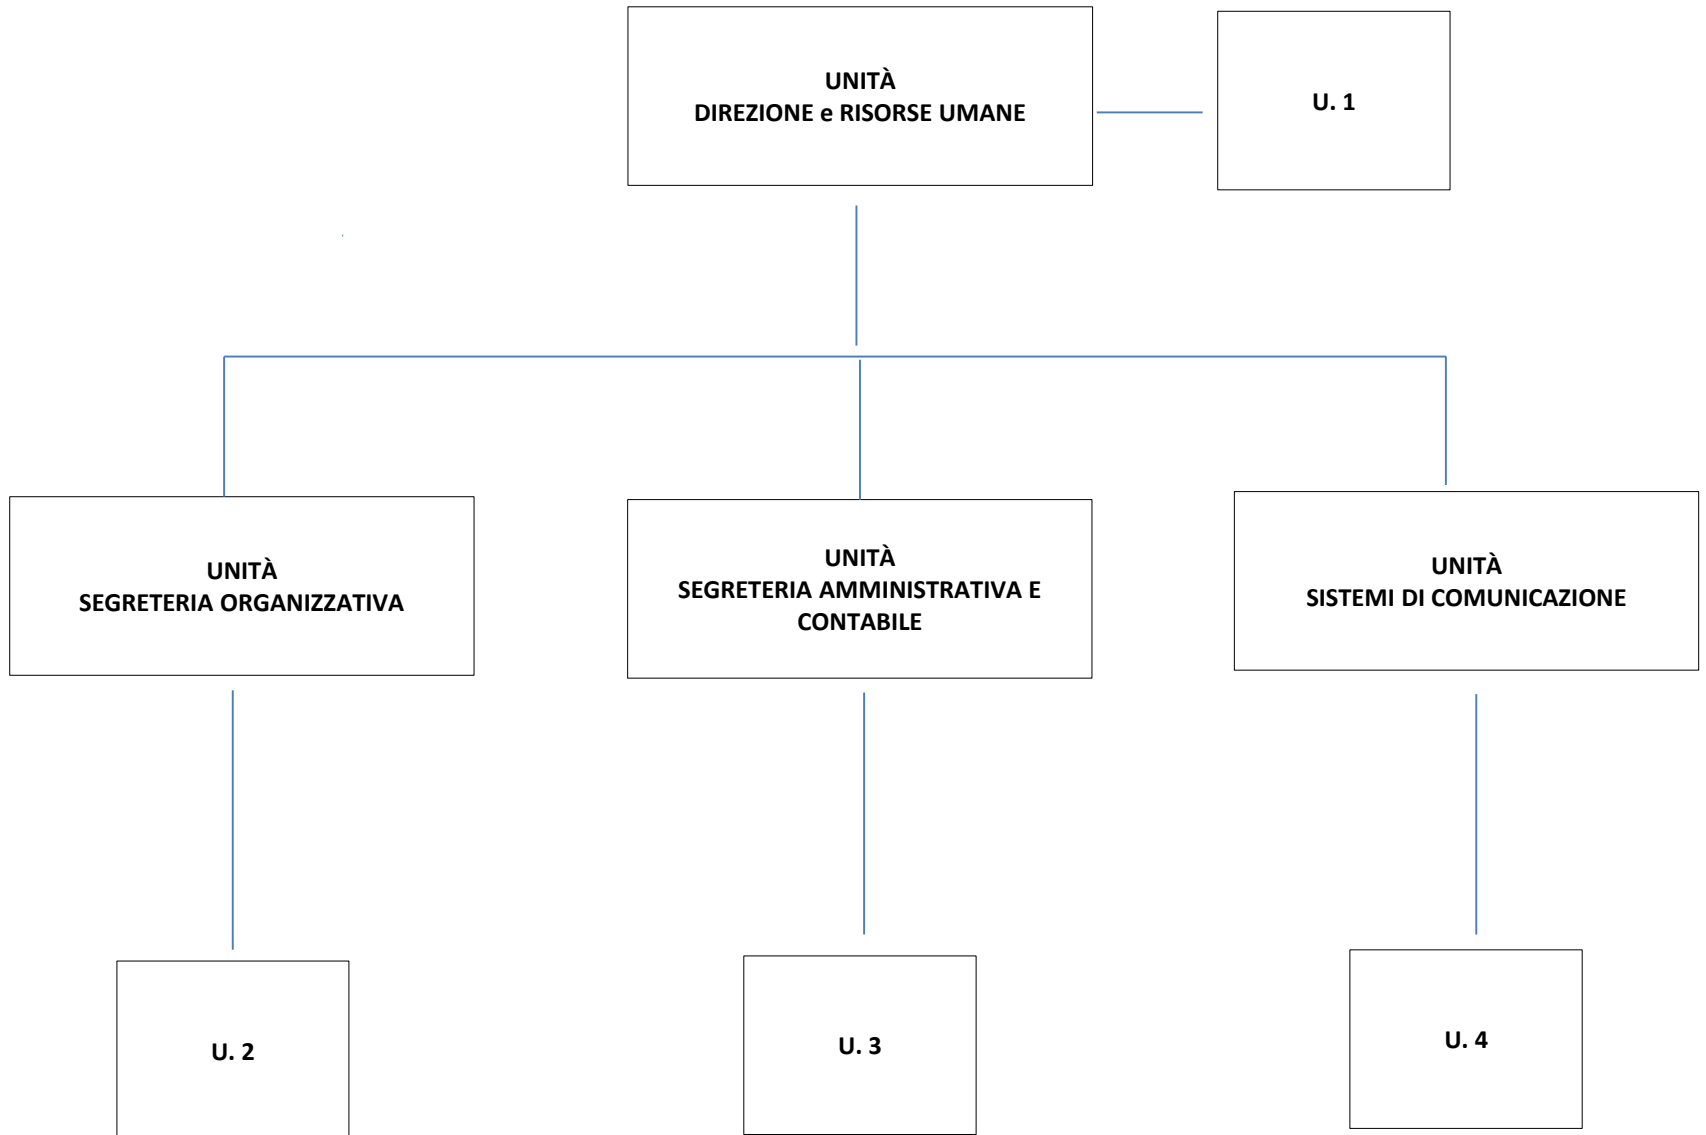 UNITÀ
DIREZIONE e RISORSE UMANE
U. 1
UNITÀ
SEGRETERIA ORGANIZZATIVA
UNITÀ
SEGRETERIA AMMINISTRATIVA E
CONTABILE
UNITÀ
SISTEMI DI COMUNICAZIONE
U. 2
U. 3
U. 4